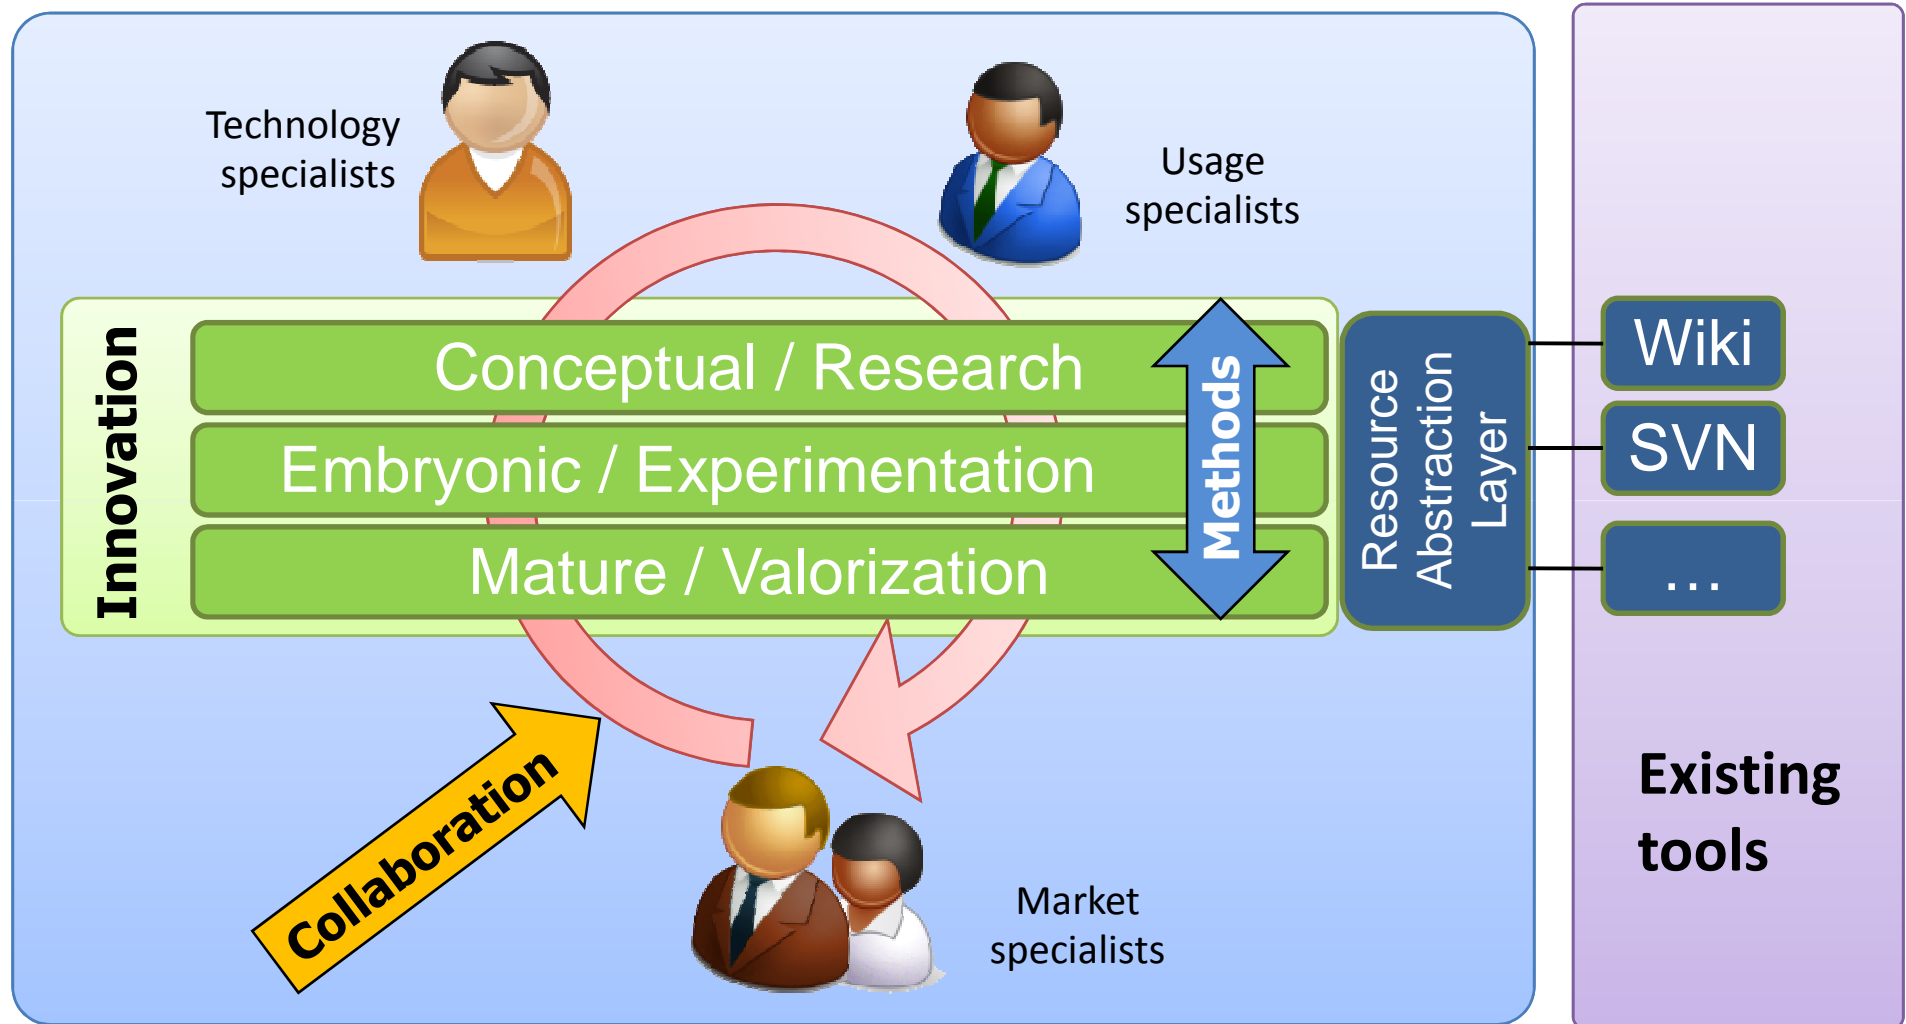 Technology
specialists
Usage
specialists
Innovation
Conceptual / Research
Embryonic / Experimentation
Mature / Valorization
Methods
Resource
Abstraction
Layer
Wiki
SVN
...
Collaboration
Market
specialists
Existing
tools